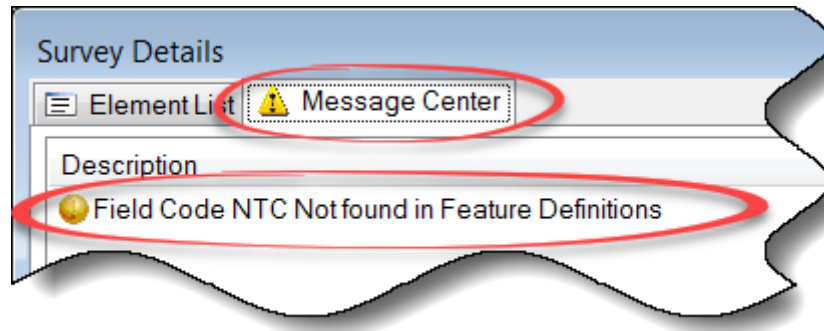 Survey Details
Element List Message Center
Description
Field Code NTC Not found in Feature Definitions